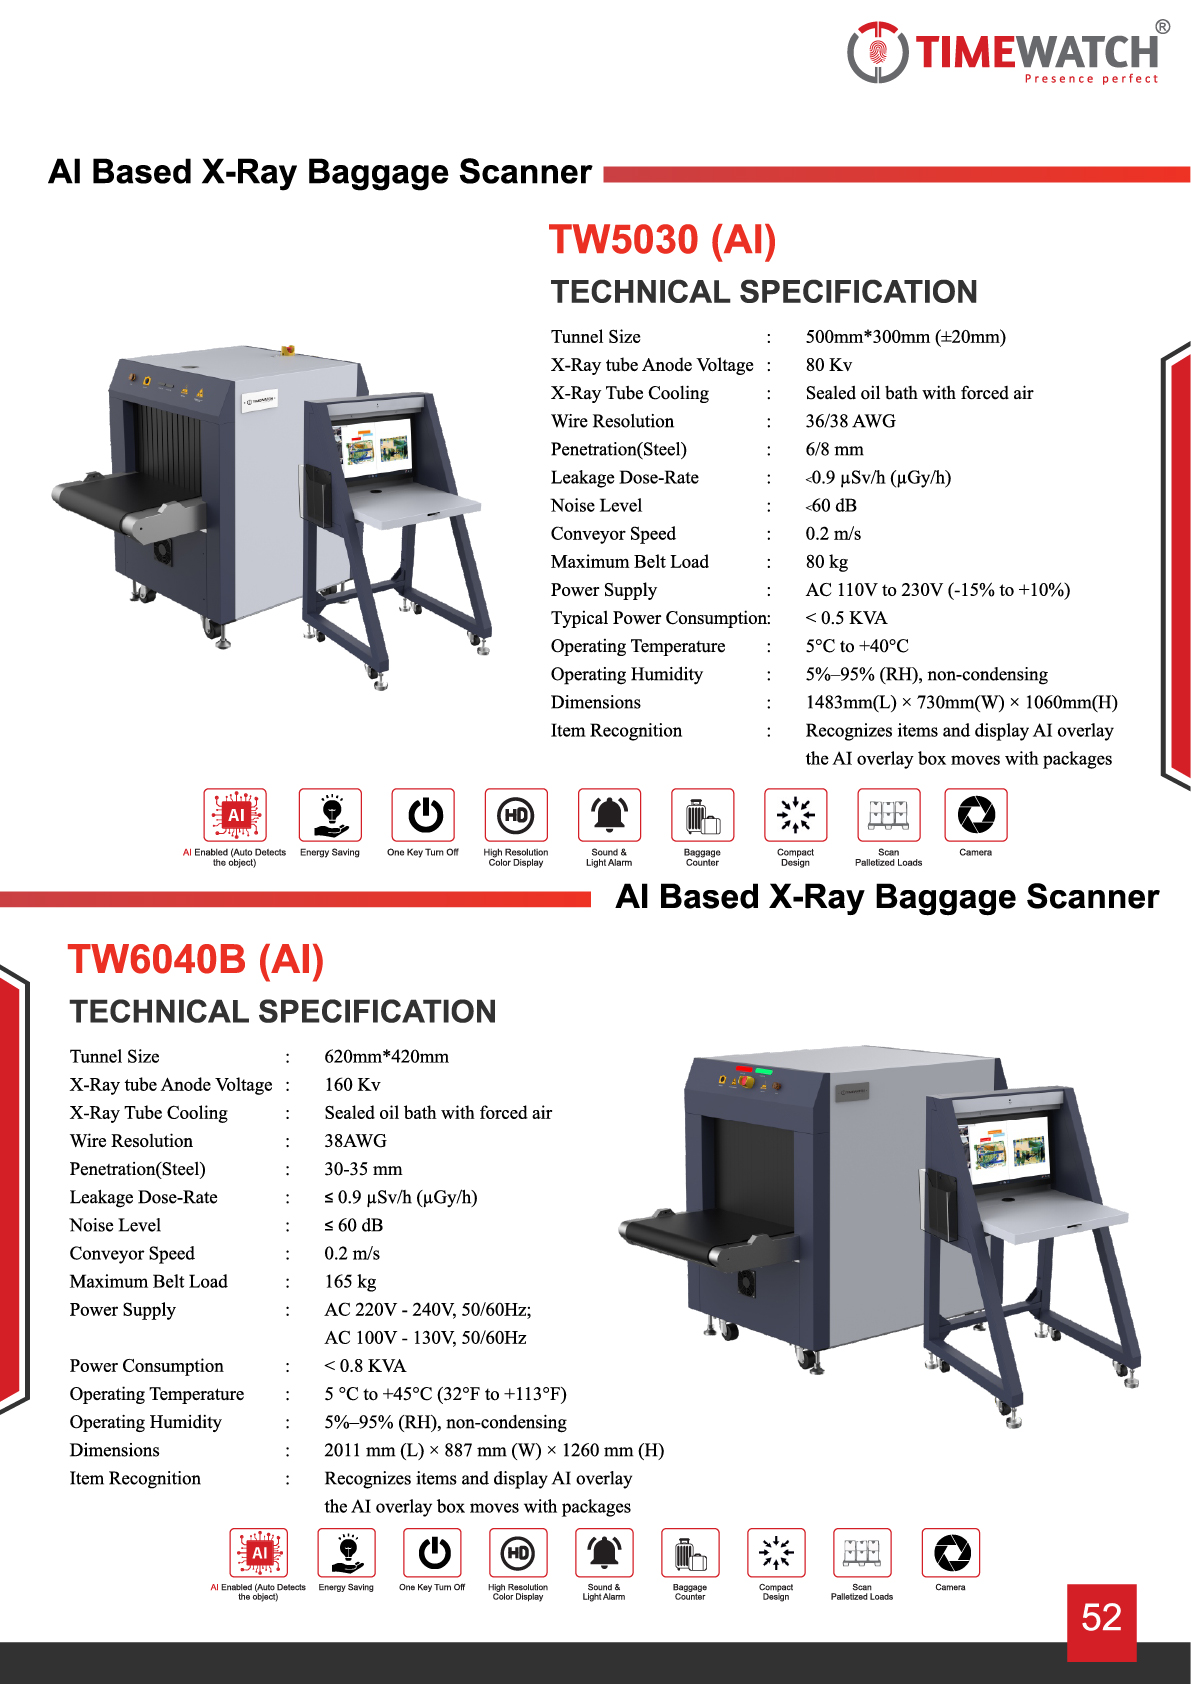 TIMEWATCH®
Presence perfect
AI Based X-Ray Baggage Scanner
TW5030 (AI)
TECHNICAL SPECIFICATION
Tunnel Size : 500mm*300mm (±20mm)
X-Ray tube Anode Voltage : 80 Kv
X-Ray Tube Cooling : Sealed oil bath with forced air
Wire Resolution : 36/38 AWG
Penetration(Steel) : 6/8 mm
Leakage Dose-Rate : <0.9 µSv/h (µGy/h)
Noise Level : <60 dB
Conveyor Speed : 0.2 m/s
Maximum Belt Load : 80 kg
Power Supply : AC 110V to 230V (-15% to +10%)
Typical Power Consumption: < 0.5 KVA
Operating Temperature : 5°C to +40°C
Operating Humidity : 5%–95% (RH), non-condensing
Dimensions : 1483mm(L) × 730mm(W) × 1060mm(H)
Item Recognition : Recognizes items and display AI overlay
the AI overlay box moves with packages
TIMEWATCH
AI
HD
AI Enabled (Auto Detects
the object)
Energy Saving
One Key Turn Off
High Resolution
Color Display
Sound &
Light Alarm
Baggage
Counter
Compact
Design
Scan
Palletized Loads
Camera
AI Based X-Ray Baggage Scanner
TW6040B (AI)
TECHNICAL SPECIFICATION
Tunnel Size : 620mm*420mm
X-Ray tube Anode Voltage : 160 Kv
X-Ray Tube Cooling : Sealed oil bath with forced air
Wire Resolution : 38AWG
Penetration(Steel) : 30-35 mm
Leakage Dose-Rate : ≤ 0.9 µSv/h (µGy/h)
Noise Level : ≤ 60 dB
Conveyor Speed : 0.2 m/s
Maximum Belt Load : 165 kg
Power Supply : AC 220V - 240V, 50/60Hz;
AC 100V - 130V, 50/60Hz
Power Consumption : < 0.8 KVA
Operating Temperature : 5 °C to +45°C (32°F to +113°F)
Operating Humidity : 5%–95% (RH), non-condensing
Dimensions : 2011 mm (L) × 887 mm (W) × 1260 mm (H)
Item Recognition : Recognizes items and display AI overlay
the AI overlay box moves with packages
AI
HD
AI Enabled (Auto Detects
the object)
Energy Saving
One Key Turn Off
High Resolution
Color Display
Sound &
Light Alarm
Baggage
Counter
Compact
Design
Scan
Palletized Loads
Camera
52